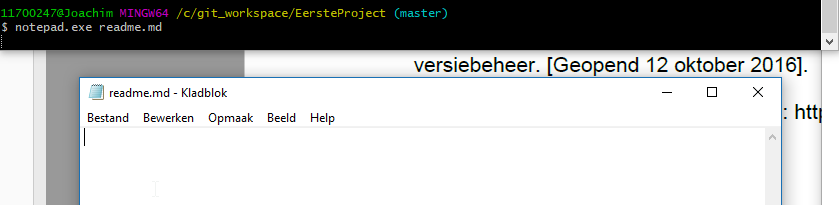 11700247@Joachim MINGW64 /c/git_workspace/EersteProject (master)
$ notepad.exe readme.md
versiebeheer. [Geopend 12 oktober 2016].
readme.md - Kladblok
: http
Bestand Bewerken Opmaak Beeld Help